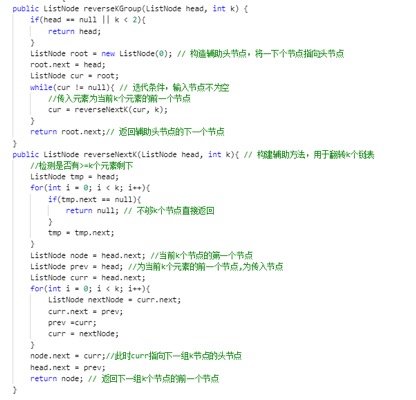 public ListNode reverseKGroup(ListNode head, int k) {
if(head == null || k < 2){
return head;
}
ListNode root = new ListNode(0); // 构造辅助头节点，将一下个节点指向头节点
root.next = head;
ListNode cur = root;
while(cur != null){ // 迭代条件，输入节点不为空
//传入元素为当前k个元素的前一个节点
cur = reverseNextK(cur, k);
}
return root.next;// 返回辅助头节点的下一个节点
}
public ListNode reverseNextK(ListNode head, int k){ // 构建辅助方法，用于翻转k个链表
//检测是否有>=k个元素剩下
ListNode tmp = head;
for(int i = 0; i < k; i++){
if(tmp.next == null){
return null; // 不够k个节点直接返回
}
tmp = tmp.next;
}
ListNode node = head.next; //当前k个节点的第一个节点
ListNode prev = head; //为当前k个元素的前一个节点,为传入节点
ListNode curr = head.next;
for(int i = 0; i < k; i++){
ListNode nextNode = curr.next;
curr.next = prev;
prev =curr;
curr = nextNode;
}
node.next = curr;//此时curr指向下一组k节点的头节点
head.next = prev;
return node; // 返回下一组k个节点的前一个节点
}